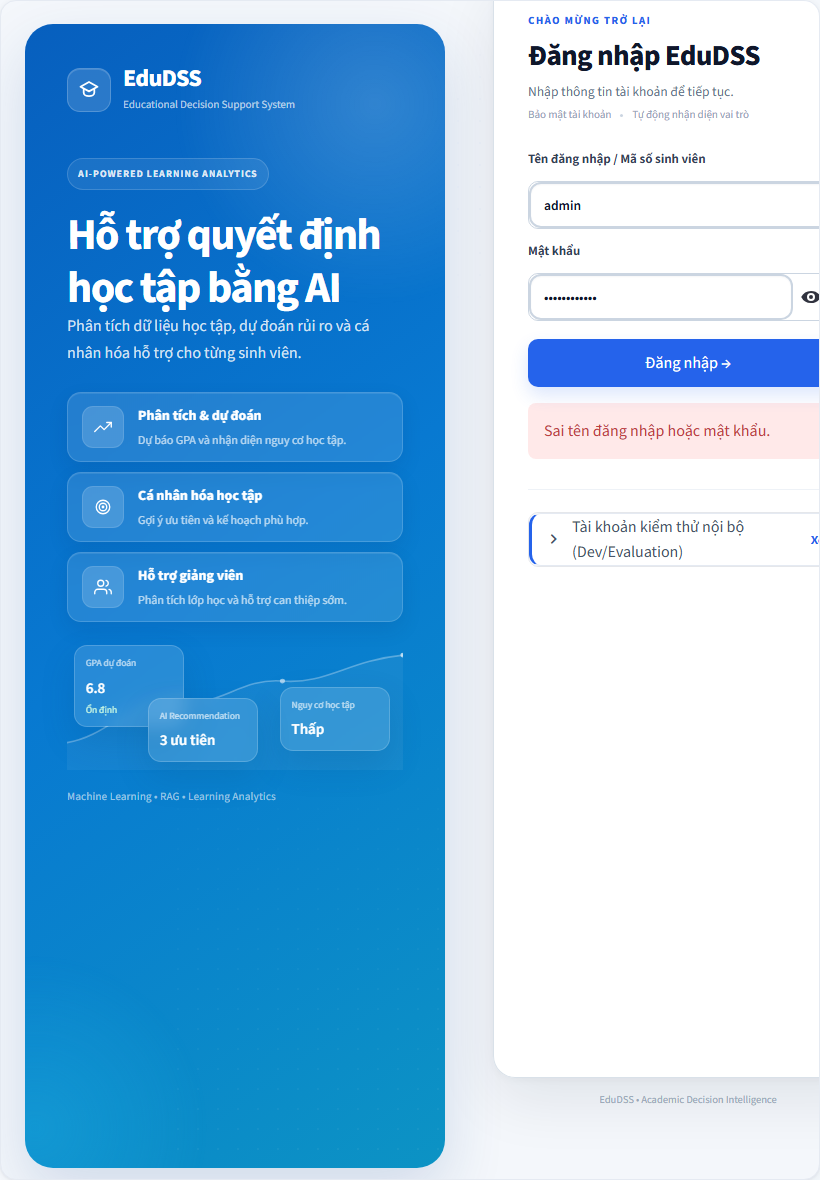 EduDSS
Educational Decision Support System
AI-POWERED LEARNING ANALYTICS
Hỗ trợ quyết định
học tập bằng AI
Phân tích dữ liệu học tập, dự đoán rủi ro và cá
nhân hóa hỗ trợ cho từng sinh viên.
Phân tích & dự đoán
Dự báo GPA và nhận diện nguy cơ học tập.
Cá nhân hóa học tập
Gợi ý ưu tiên và kế hoạch phù hợp.
Hỗ trợ giảng viên
Phân tích lớp học và hỗ trợ can thiệp sớm.
GPA dự đoán
6.8
Ổn định
AI Recommendation
3 ưu tiên
Nguy cơ học tập
Thấp
Machine Learning • RAG • Learning Analytics
CHÀO MỪNG TRỞ LẠI
Đăng nhập EduDSS
Nhập thông tin tài khoản để tiếp tục.
Bảo mật tài khoản • Tự động nhận diện vai trò
Tên đăng nhập / Mã số sinh viên
admin
Mật khẩu
••••••••••••
Đăng nhập →
Sai tên đăng nhập hoặc mật khẩu.
Tài khoản kiểm thử nội bộ
(Dev/Evaluation)
EduDSS • Academic Decision Intelligence